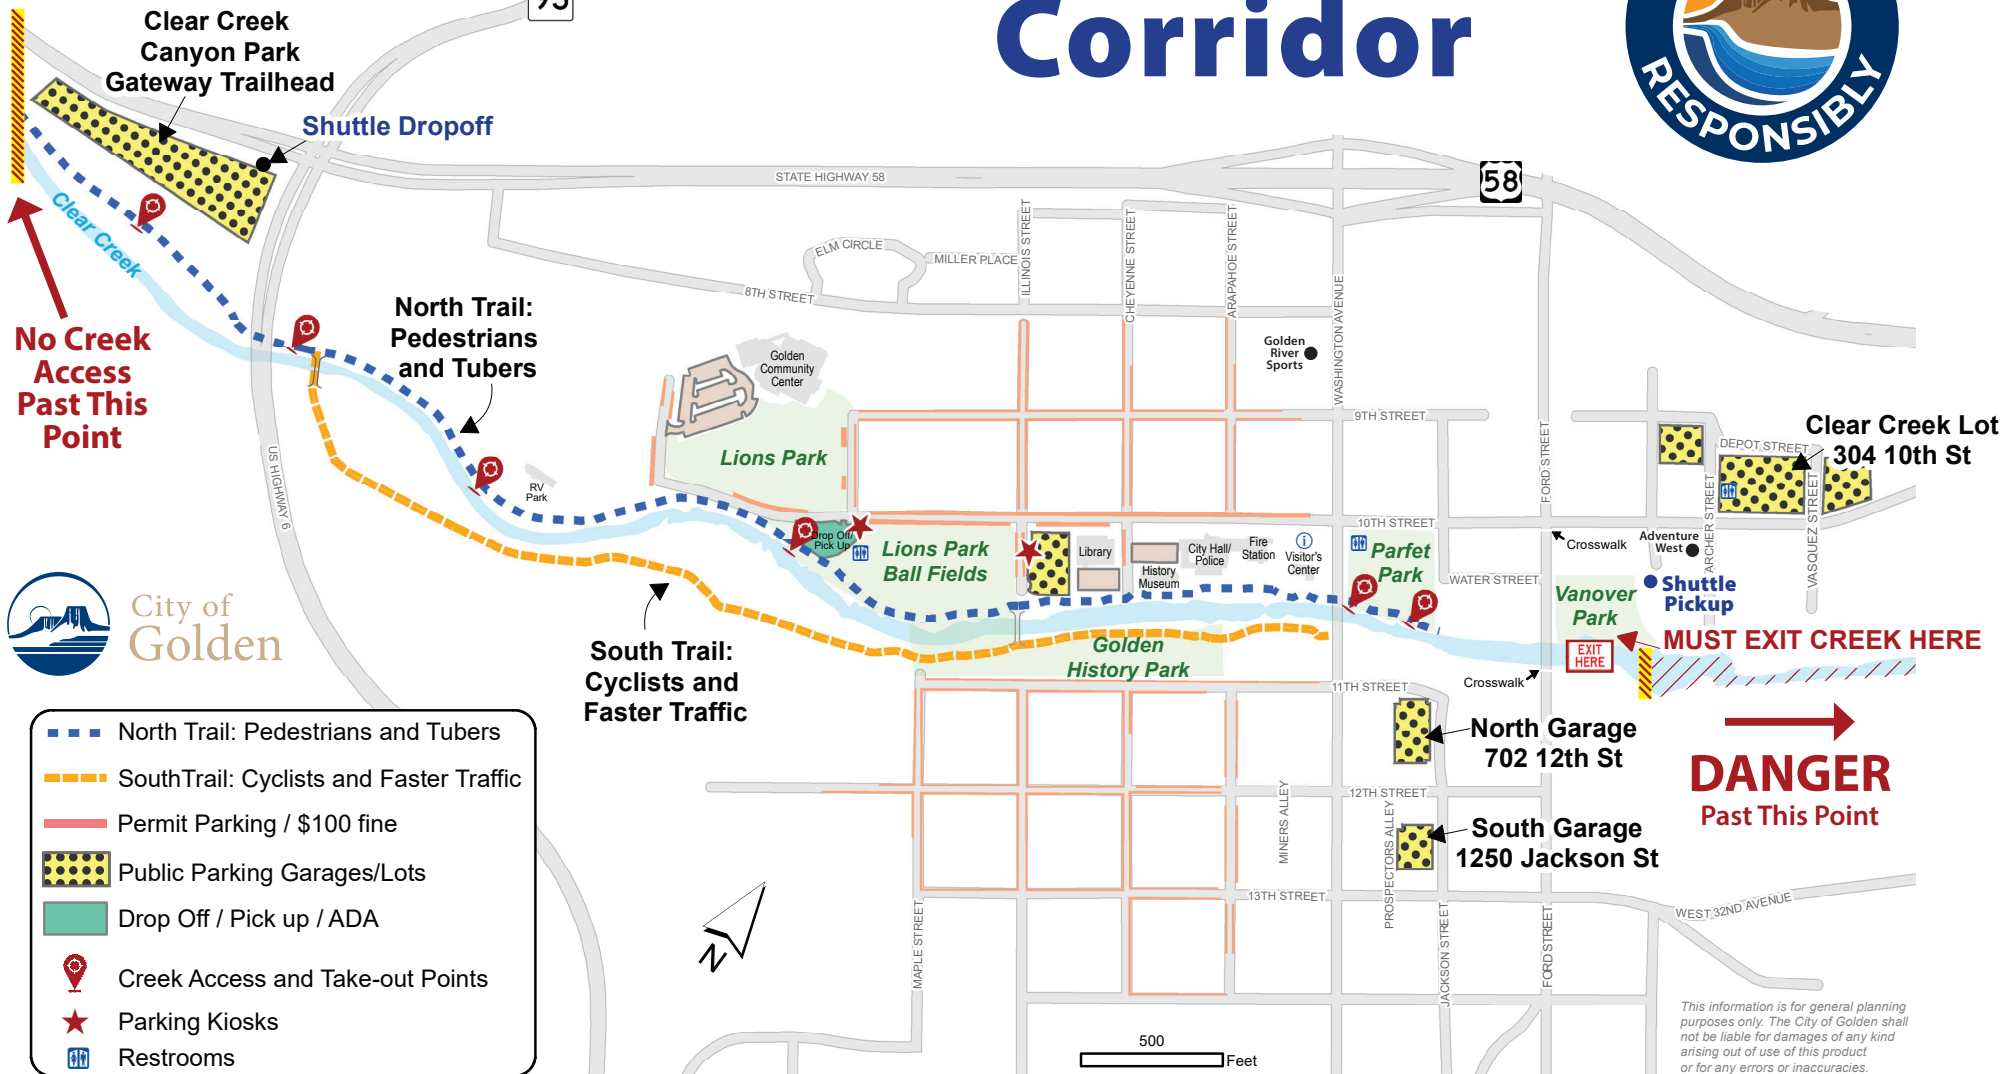 93
Corridor
RESPONSIBLY
Clear Creek
Canyon Park
Gateway Trailhead
Shuttle Dropoff
Clear Creek
No Creek
Access
Past This
Point
North Trail:
Pedestrians
and Tubers
US HIGHWAY 6
STATE HIGHWAY 58
58
ELM CIRCLE
MILLER PLACE
8TH STREET
ILLINOIS STREET
CHEYENNE STREET
ARAPAHOE STREET
WASHINGTON AVENUE
Golden
River
Sports
Golden
Community
Center
Lions Park
RV
Park
9TH STREET
FORD STREET
DEPOT STREET
Clear Creek Lot
304 10th St
ARCHER STREET
VASQUEZ STREET
10TH STREET
Drop Off/
Pick Up
Lions Park
Ball Fields
Library
History
Museum
City Hall/
Police
Fire
Station
Visitor's
Center
Parfet
Park
WATER STREET
Crosswalk
Adventure
West
Shuttle
Pickup
Vanover
Park
MUST EXIT CREEK HERE
EXIT
HERE
Crosswalk
DANGER
Past This Point
Golden
History Park
South Trail:
Cyclists and
Faster Traffic
City of
Golden
11TH STREET
North Garage
702 12th St
12TH STREET
MINERS ALLEY
PROSPECTORS ALLEY
South Garage
1250 Jackson St
13TH STREET
WEST 32ND AVENUE
MAPLE STREET
JACKSON STREET
FORD STREET
N
500
Feet
North Trail: Pedestrians and Tubers
SouthTrail: Cyclists and Faster Traffic
Permit Parking / $100 fine
Public Parking Garages/Lots
Drop Off / Pick up / ADA
Creek Access and Take-out Points
Parking Kiosks
Restrooms
This information is for general planning
purposes only. The City of Golden shall
not be liable for damages of any kind
arising out of use of this product
or for any errors or inaccuracies.